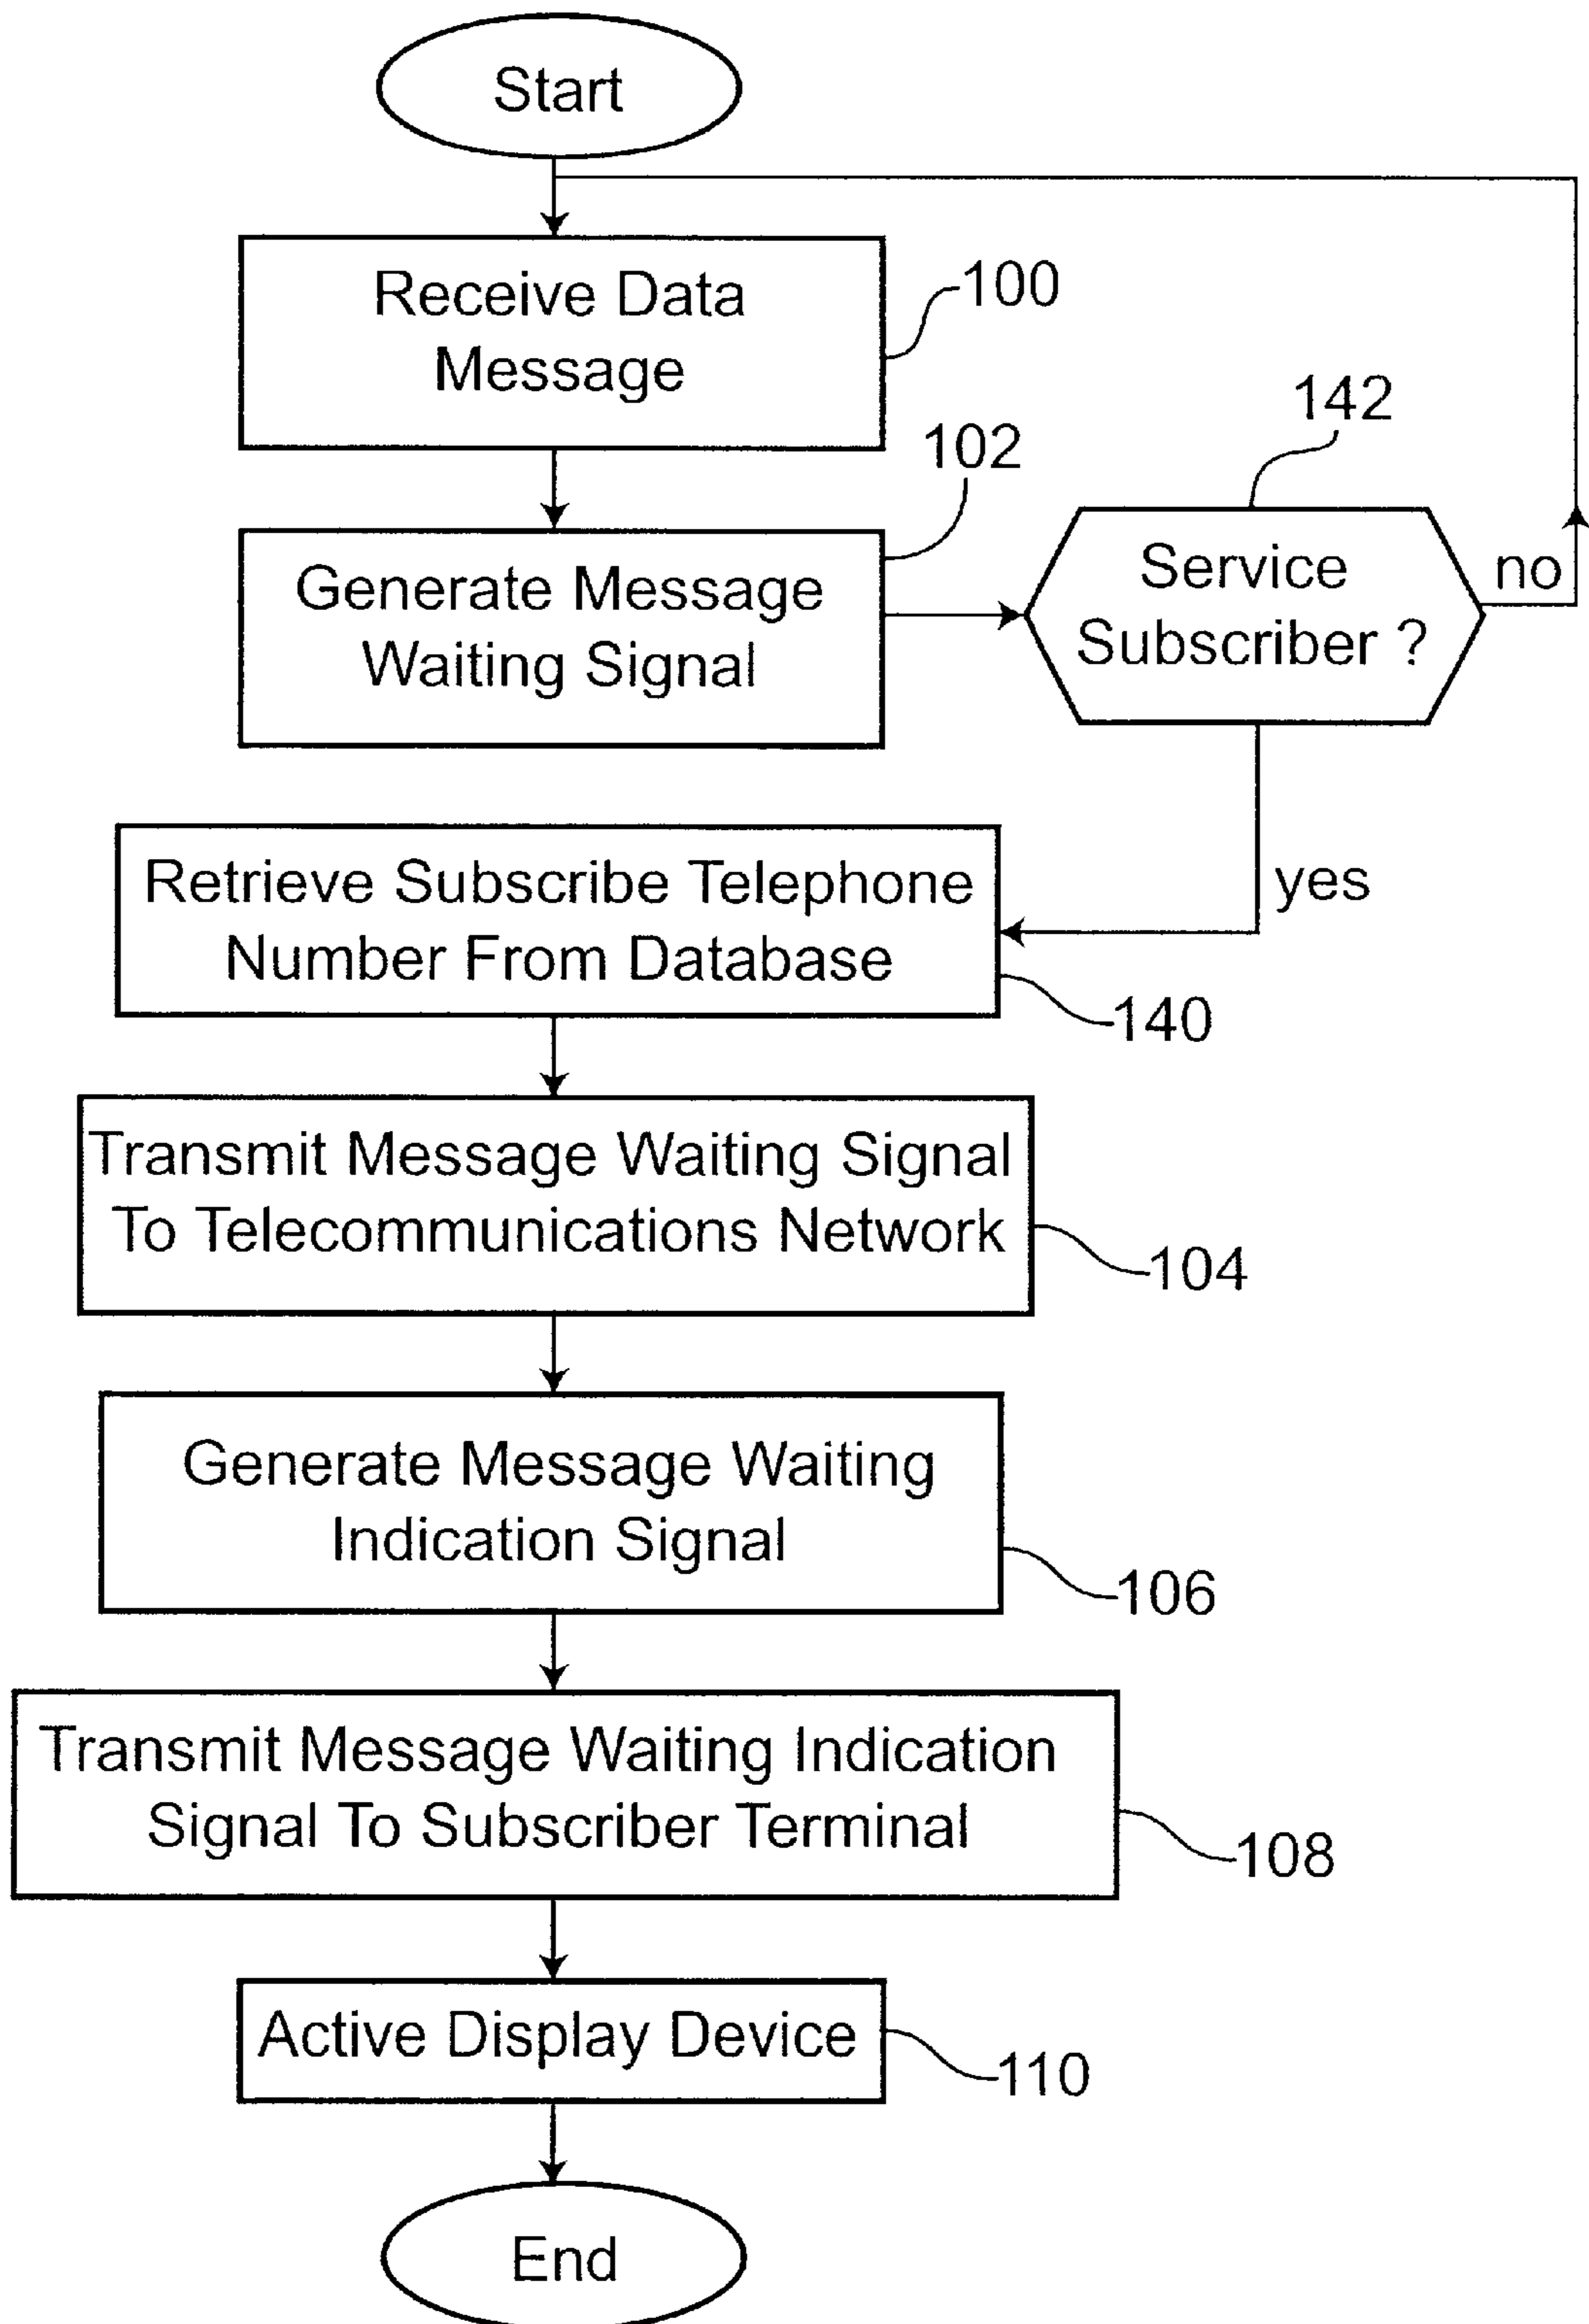 Start
Receive Data
Message
100
102
Generate Message
Waiting Signal
142
Service
Subscriber ?
no
yes
Retrieve Subscribe Telephone
Number From Database
140
Transmit Message Waiting Signal
To Telecommunications Network
104
Generate Message Waiting
Indication Signal
106
Transmit Message Waiting Indication
Signal To Subscriber Terminal
108
Active Display Device
110
End